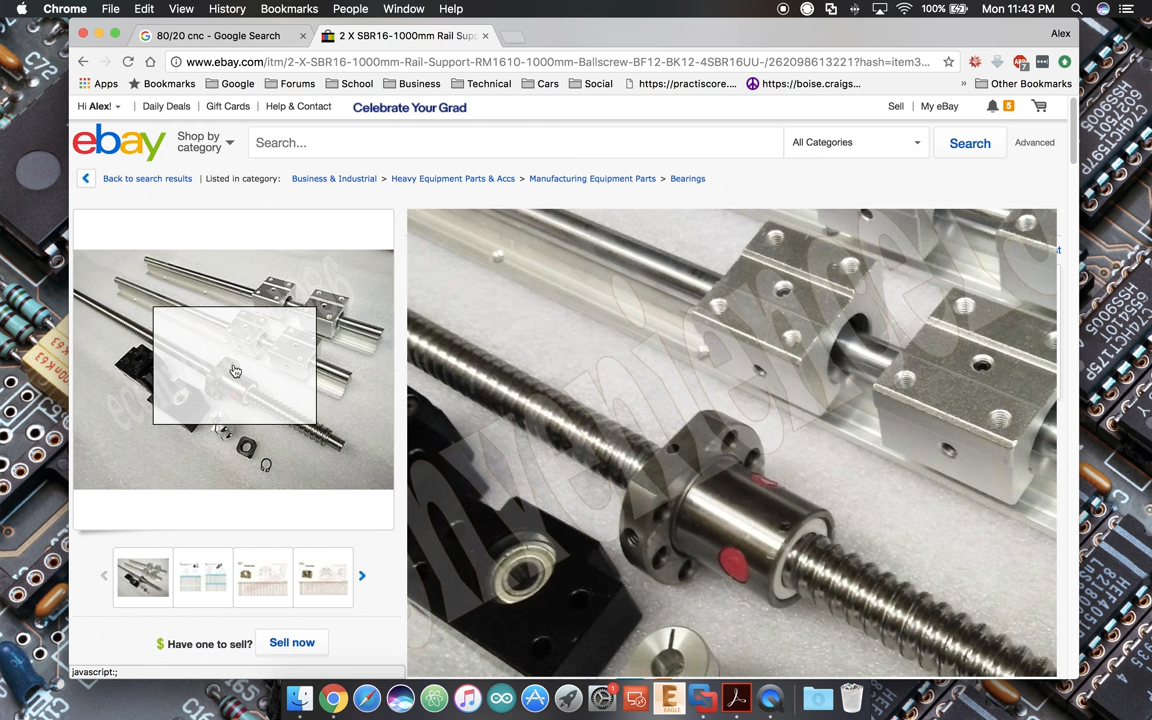 Chrome File Edit View History Bookmarks People Window Help 100% Mon 11:43 PM
80/20 cnc - Google Search 2 X SBR16-1000mm Rail Supp Alex
www.ebay.com/itm/2-X-SBR16-1000mm-Rail-Support-RM1610-1000mm-Ballscrew-BF12-BK12-4SBR16UU-/262098613221?hash=item3...
Apps Bookmarks Google Forums School Business Technical Cars Social https://practiscore.... https://boise.craigs... » Other Bookmarks
Hi Alex! Daily Deals Gift Cards Help & Contact Celebrate Your Grad Sell My eBay 5
ebay Shop by category Search... All Categories Search Advanced
Back to search results | Listed in category: Business & Industrial > Heavy Equipment Parts & Accs > Manufacturing Equipment Parts > Bearings
$ Have one to sell? Sell now
javascript:;
EAGLE